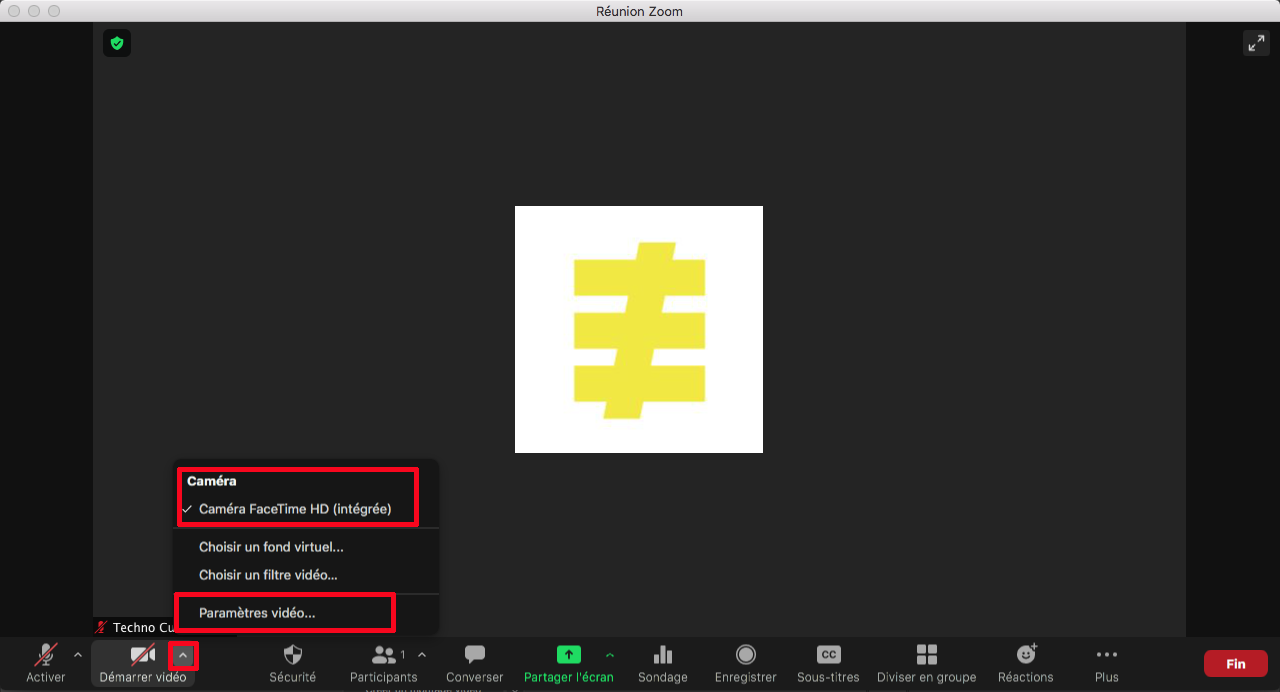 Réunion Zoom
Caméra
✓ Caméra FaceTime HD (intégrée)
Choisir un fond virtuel...
Choisir un filtre vidéo...
Paramètres vidéo...
Techno Cu
Activer
Démarrer vidéo
Sécurité
1
Participants
Converser
Partager l'écran
Sondage
Enregistrer
CC
Sous-titres
Diviser en groupe
Réactions
Plus
Fin